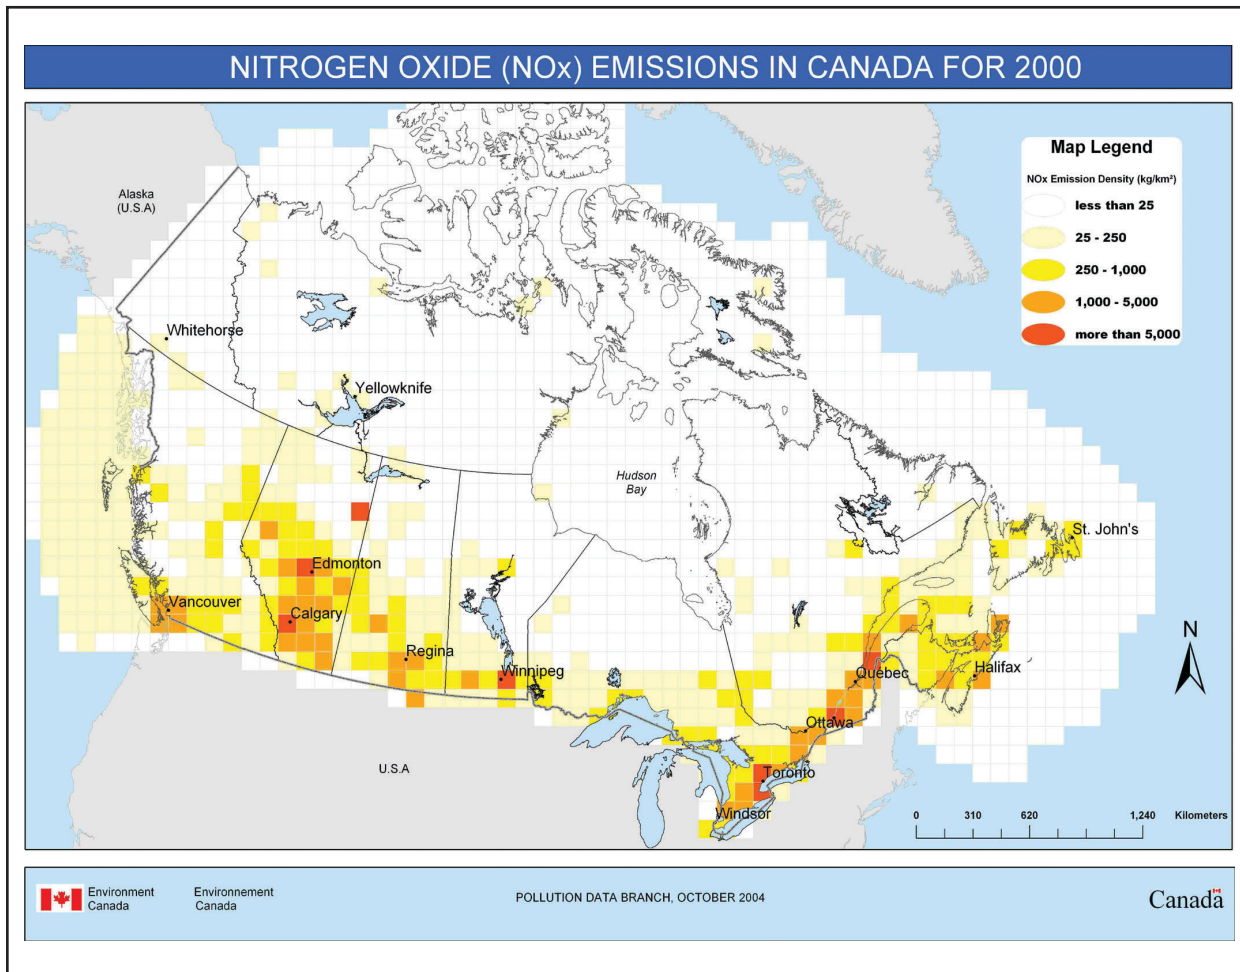 NITROGEN OXIDE (NOx) EMISSIONS IN CANADA FOR 2000
Map Legend
NOx Emission Density (kg/km²)
less than 25
25 - 250
250 - 1,000
1,000 - 5,000
more than 5,000
Alaska
(U.S.A)
Whitehorse
Yellowknife
Hudson
Bay
St. John's
Edmonton
Vancouver
Calgary
Regina
Winnipeg
Québec
Halifax
Ottawa
Toronto
Windsor
U.S.A
N
0 310 620 1,240 Kilometers
Environment
Canada
Environnement
Canada
POLLUTION DATA BRANCH, OCTOBER 2004
Canada